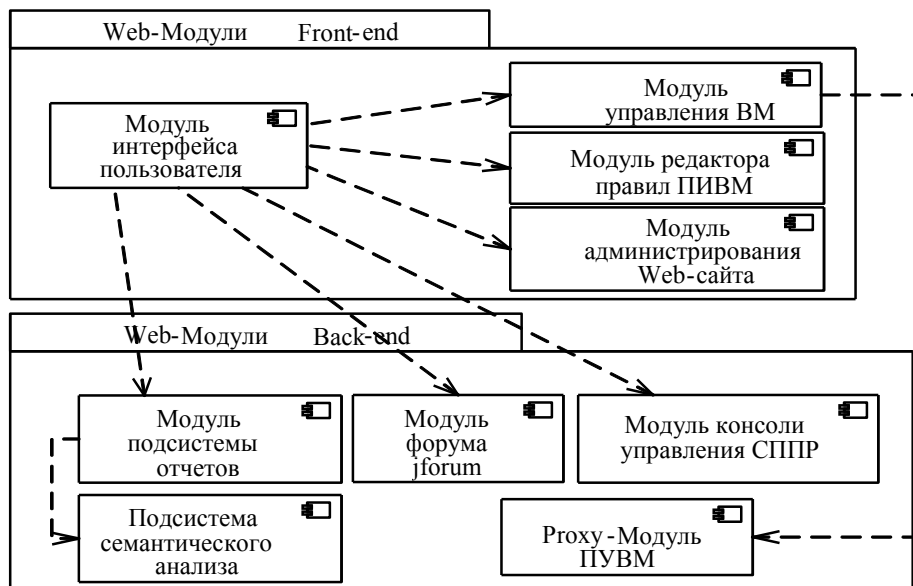 Web-Модули Front-end
Модуль
интерфейса
пользователя
Модуль
управления ВМ
Модуль редактора
правил ПИВМ
Модуль
администрирования
Web-сайта
Web-Модули Back-end
Модуль
подсистемы
отчетов
Модуль
форума
jforum
Модуль консоли
управления СППР
Подсистема
семантического
анализа
Proxy-Модуль
ПУВМ